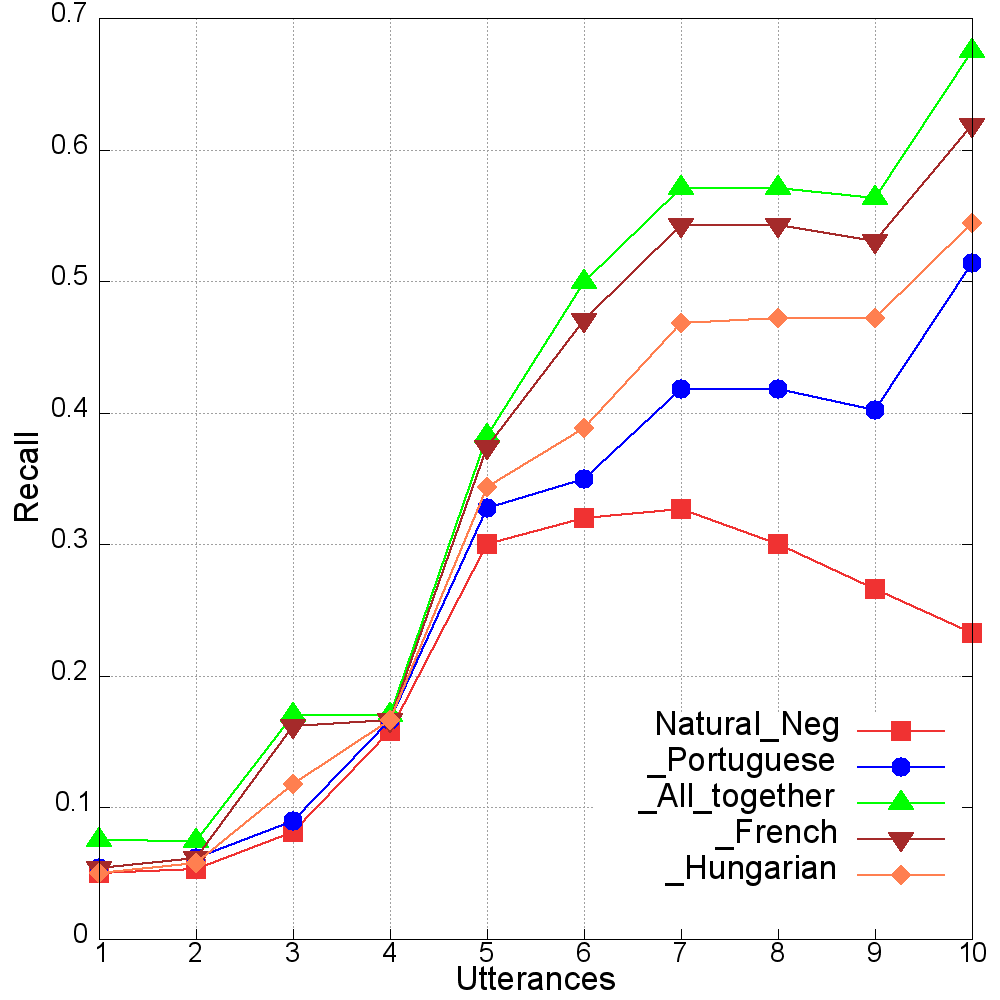 0.7
0.6
0.5
0.4
0.3
0.2
0.1
0
Recall
Natural_Neg
_Portuguese
_All_together
_French
_Hungarian
1 2 3 4 5 6 7 8 9 10
Utterances